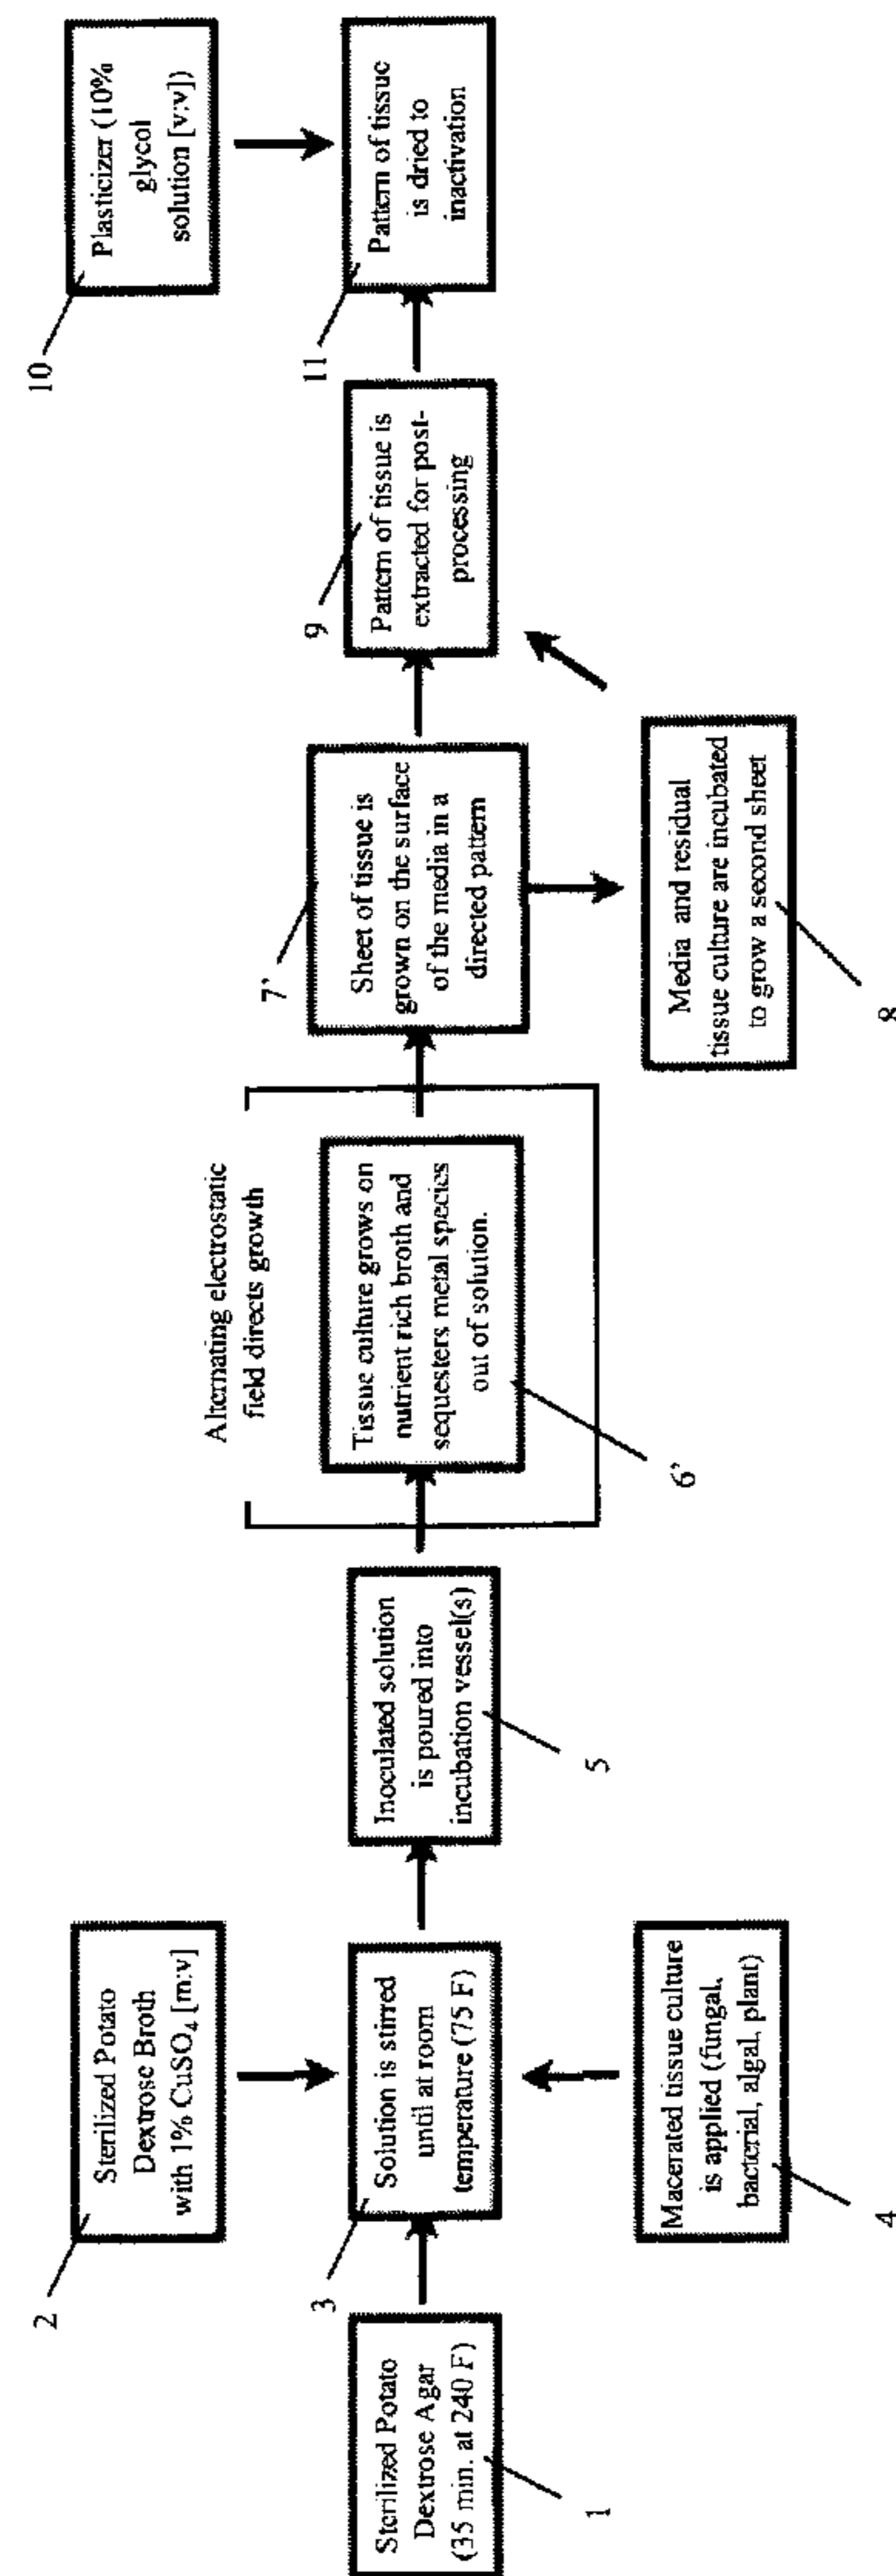 1
Sterilized Potato
Dextrose Agar
(35 min. at 240 F)
2
Sterilized Potato
Dextrose Broth
with 1% CuSO₄ [m:v]
3
Solution is stirred
until at room
temperature (75 F)
4
Macerated tissue culture
is applied (fungal,
bacterial, algal, plant)
5
Inoculated solution
is poured into
incubation vessel(s)
Alternating electrostatic
field directs growth
6’
Tissue culture grows on
nutrient rich broth and
sequesters metal species
out of solution.
7’
Sheet of tissue is
grown on the surface
of the media in a
directed pattern
8
Media and residual
tissue culture are incubated
to grow a second sheet
9
Pattern of tissue is
extracted for post-
processing
10
Plasticizer (10%
glycol
solution [v:v])
11
Pattern of tissue
is dried to
inactivation